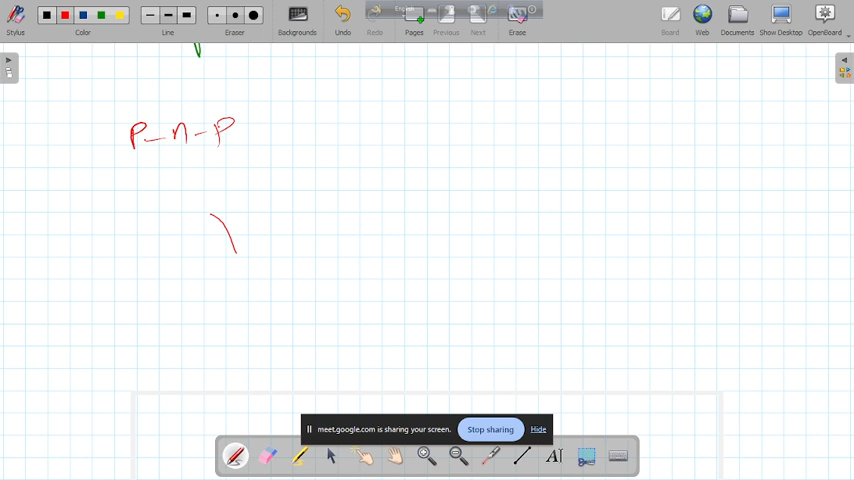 Stylus Color Line Eraser Backgrounds Undo Redo Pages Previous Next Erase Board Web Documents Show Desktop OpenBoard
English
P-n-P
meet.google.com is sharing your screen. Stop sharing Hide